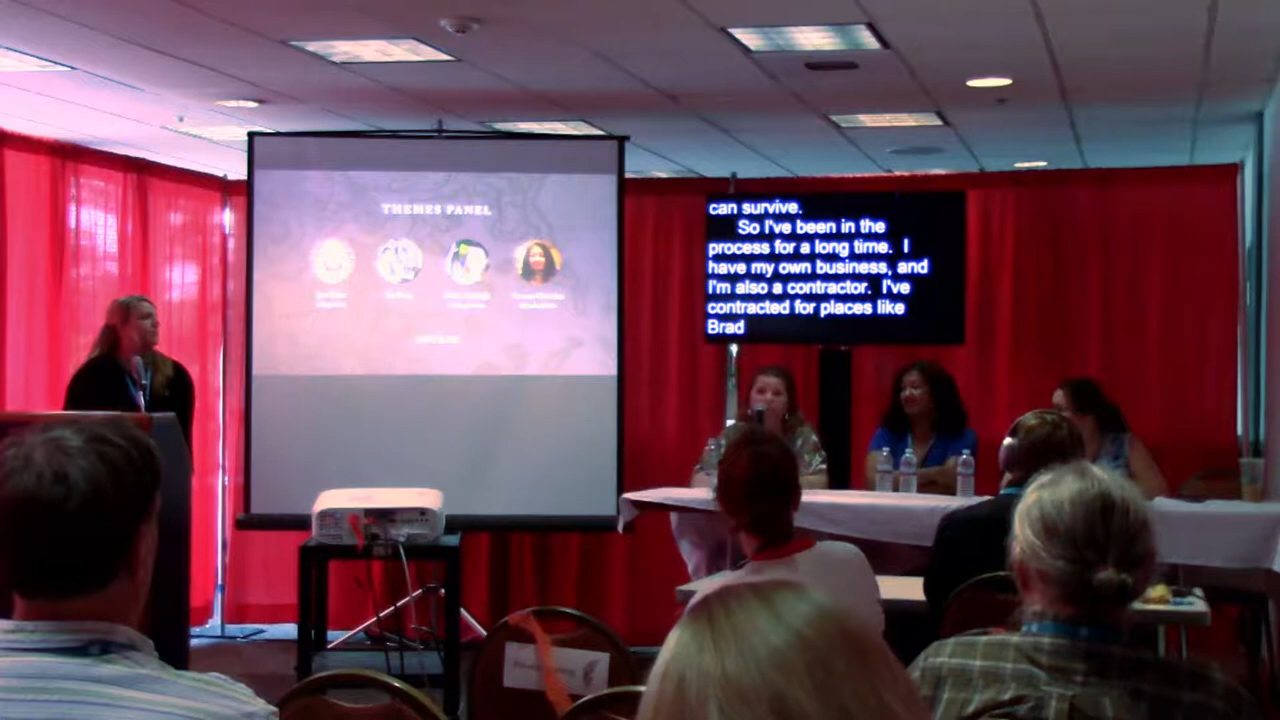 THEMES PANEL
can survive.
So I've been in the
process for a long time.  I
have my own business, and
I'm also a contractor.  I've
contracted for places like
Brad